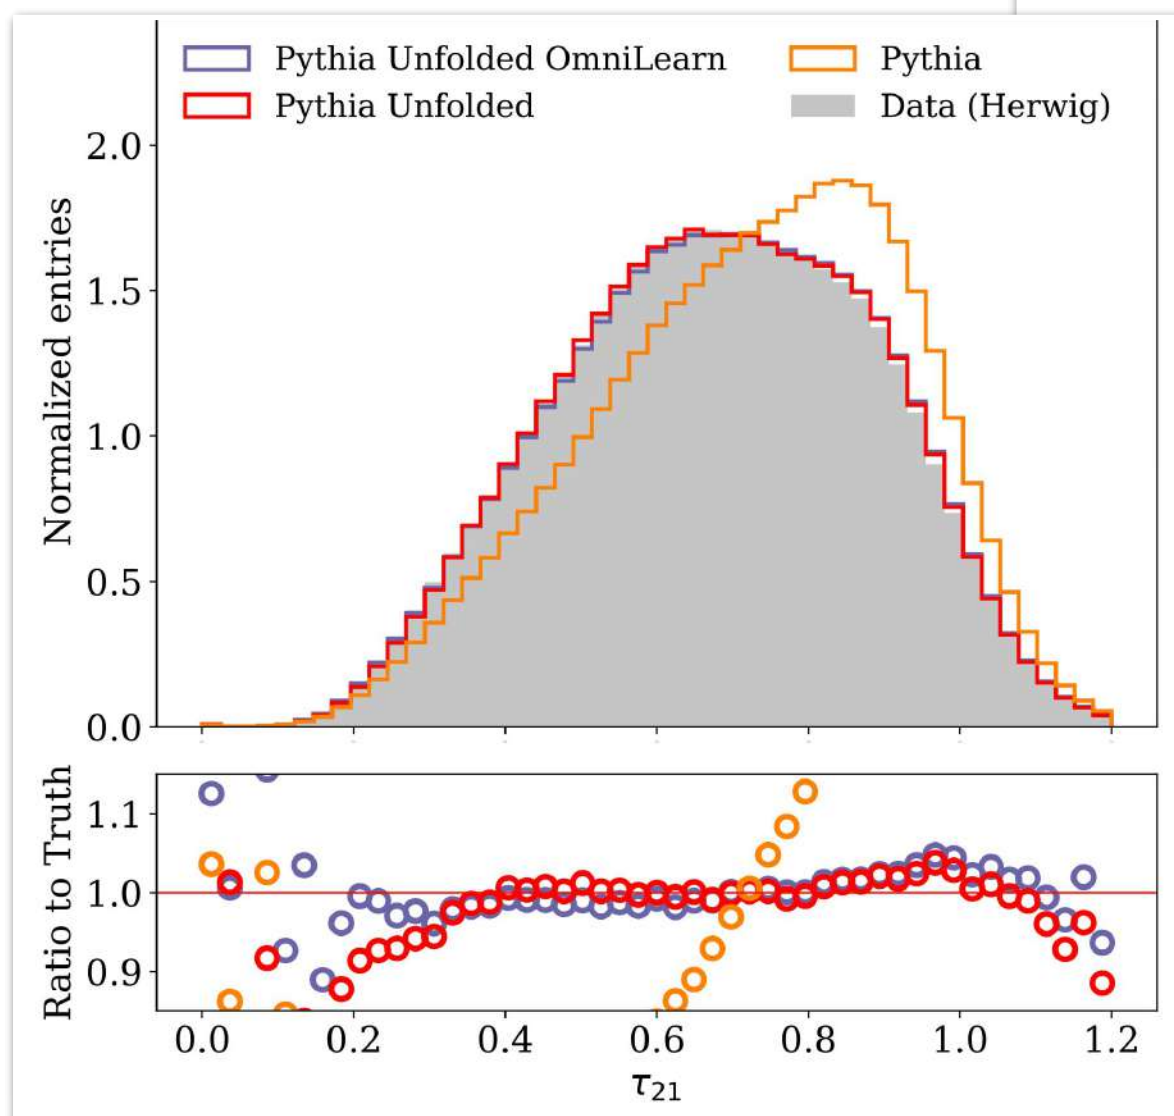 Pythia Unfolded OmniLearn
Pythia Unfolded
Pythia
Data (Herwig)
Normalized entries
2.0
1.5
1.0
0.5
0.0
Ratio to Truth
1.1
1.0
0.9
0.0 0.2 0.4 0.6 0.8 1.0 1.2
τ21